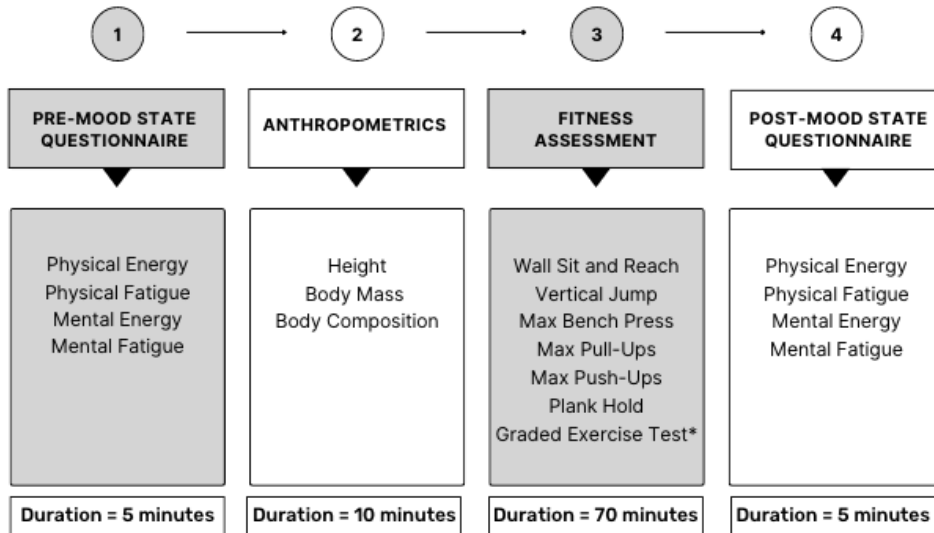 1
2
3
4
PRE-MOOD STATE
QUESTIONNAIRE
ANTHROPOMETRICS
FITNESS
ASSESSMENT
POST-MOOD STATE
QUESTIONNAIRE
Physical Energy
Physical Fatigue
Mental Energy
Mental Fatigue
Height
Body Mass
Body Composition
Wall Sit and Reach
Vertical Jump
Max Bench Press
Max Pull-Ups
Max Push-Ups
Plank Hold
Graded Exercise Test*
Physical Energy
Physical Fatigue
Mental Energy
Mental Fatigue
Duration = 5 minutes
Duration = 10 minutes
Duration = 70 minutes
Duration = 5 minutes